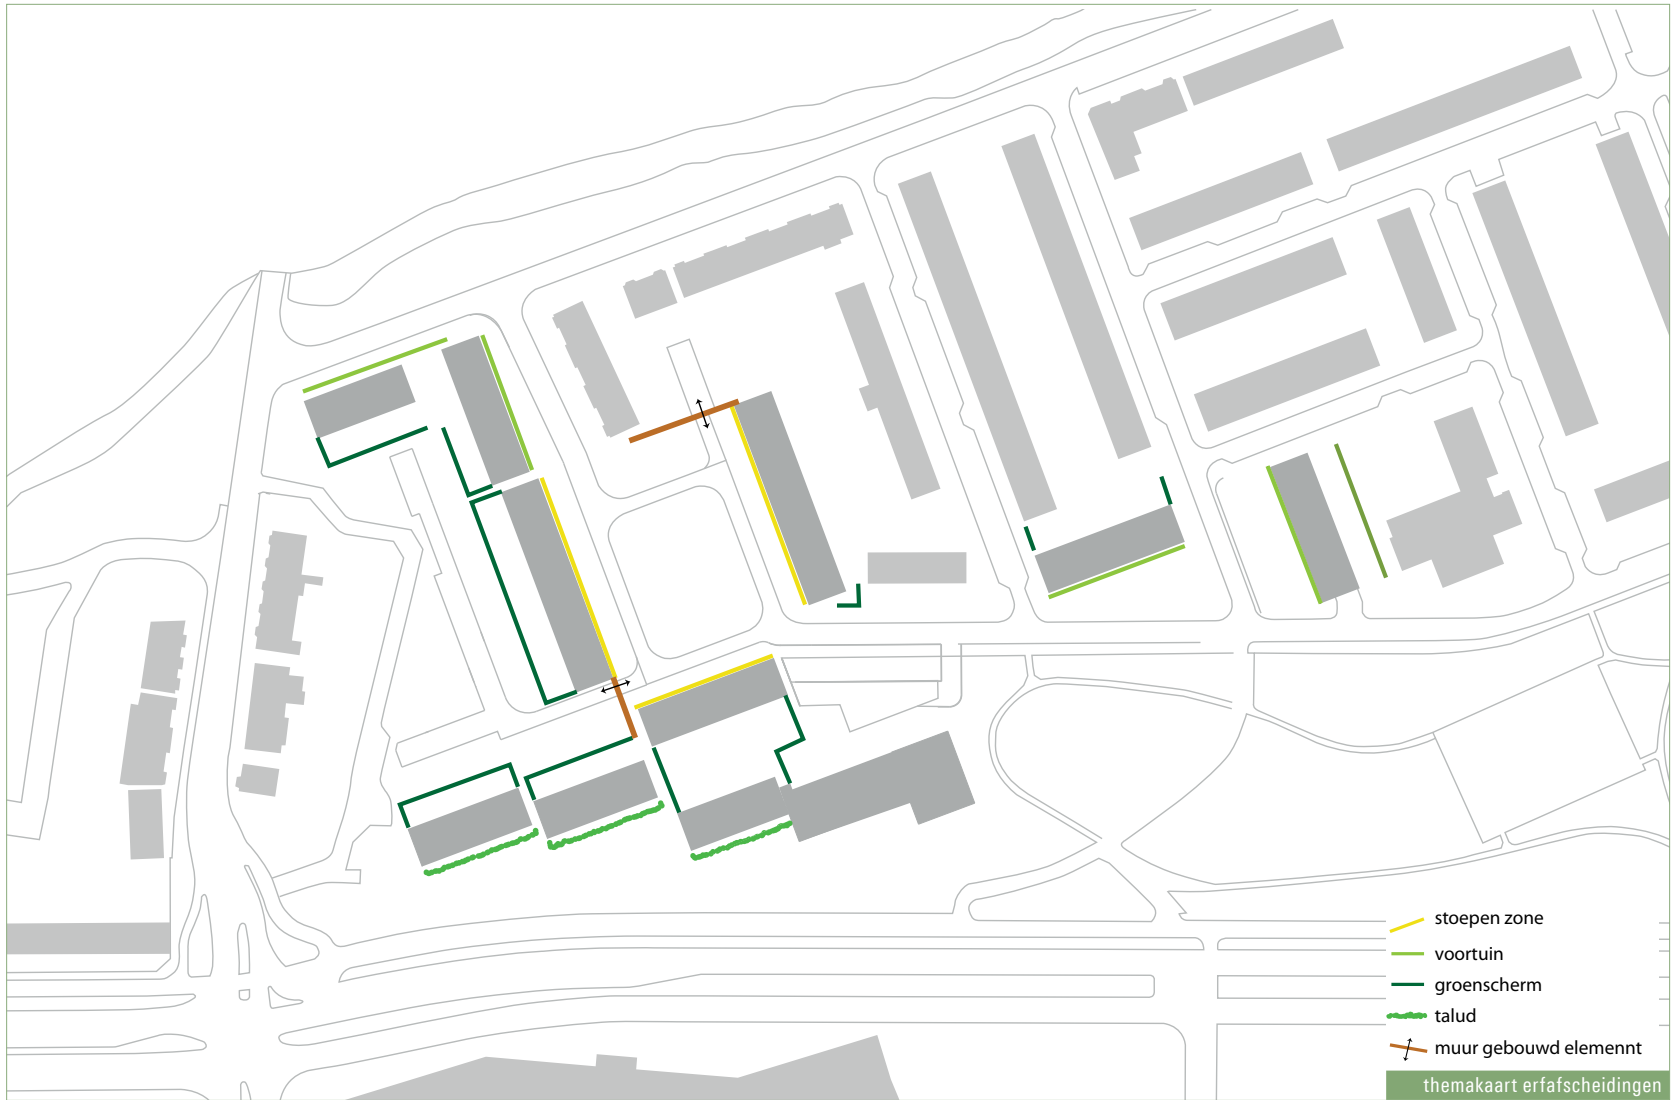 stoepen zone
voortuin
groenscherm
talud
muur gebouwd elemennt
themakaart erfafscheidingen